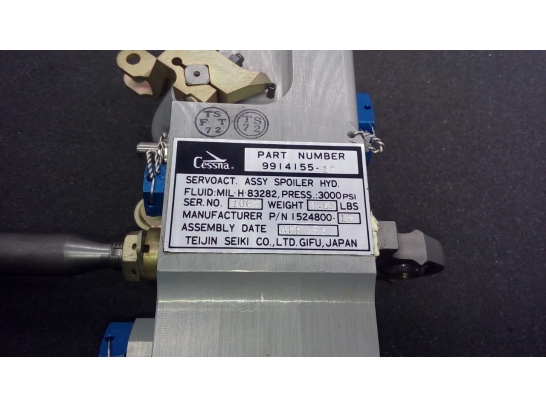 TS
FT
72
TS
72
Cessna®
PART NUMBER
9914155-
SERVOACT. ASSY SPOILER HYD.
FLUID:MIL-H-83282, PRESS.:3000 PSI
SER. NO. WEIGHT LBS
MANUFACTURER P/N 1524800-
ASSEMBLY DATE
TEIJIN SEIKI CO., LTD. GIFU, JAPAN